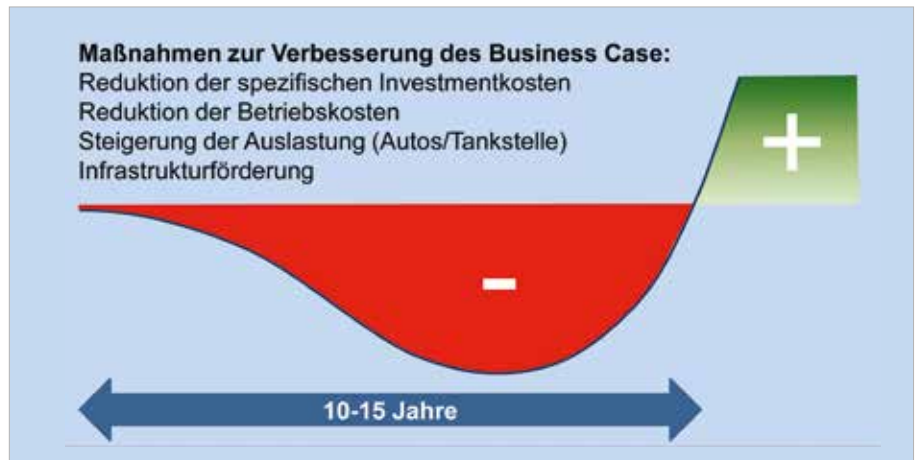 Maßnahmen zur Verbesserung des Business Case:
Reduktion der spezifischen Investmentkosten
Reduktion der Betriebskosten
Steigerung der Auslastung (Autos/Tankstelle)
Infrastrukturförderung
+
-
10-15 Jahre